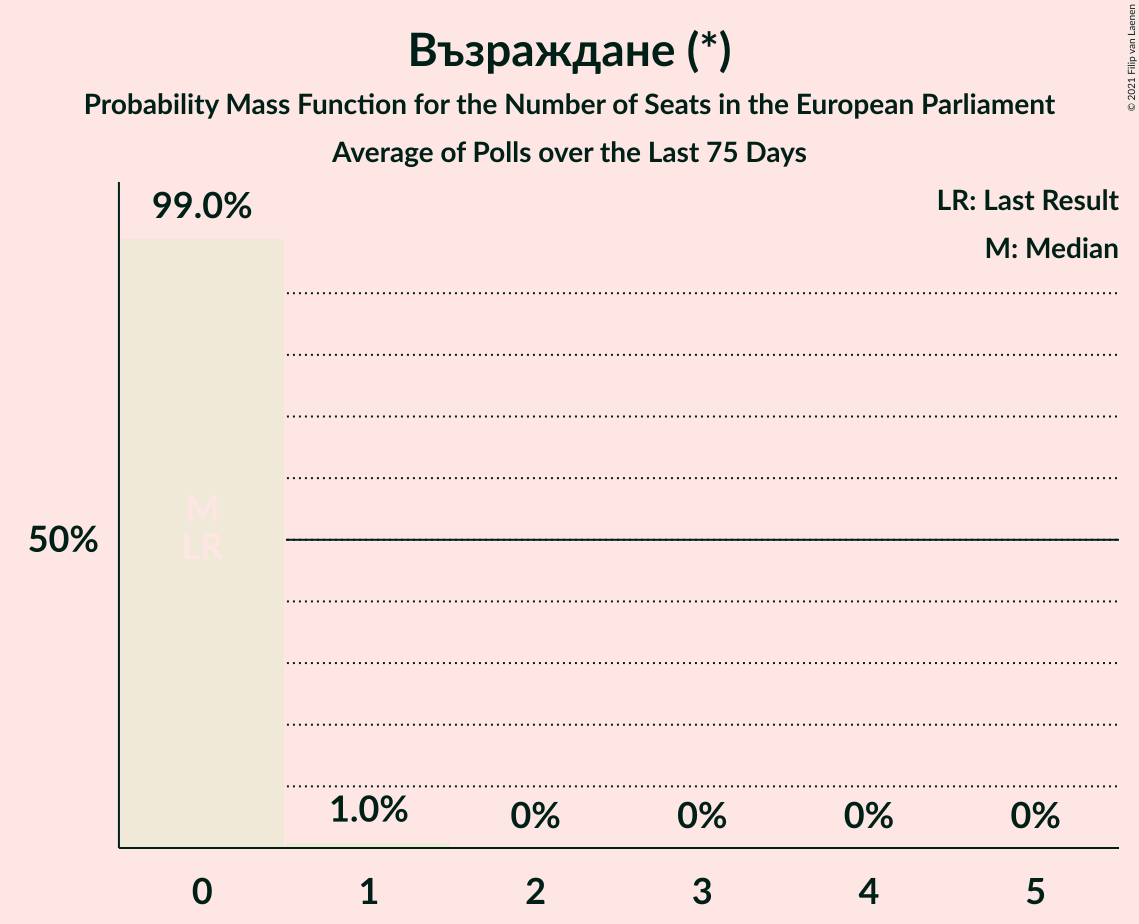 Възраждане (*)
Probability Mass Function for the Number of Seats in the European Parliament
Average of Polls over the Last 75 Days
© 2021 Filip van Laenen
LR: Last Result
M: Median
99.0%
M
LR
50%
1.0%
0%
0%
0%
0%
0
1
2
3
4
5